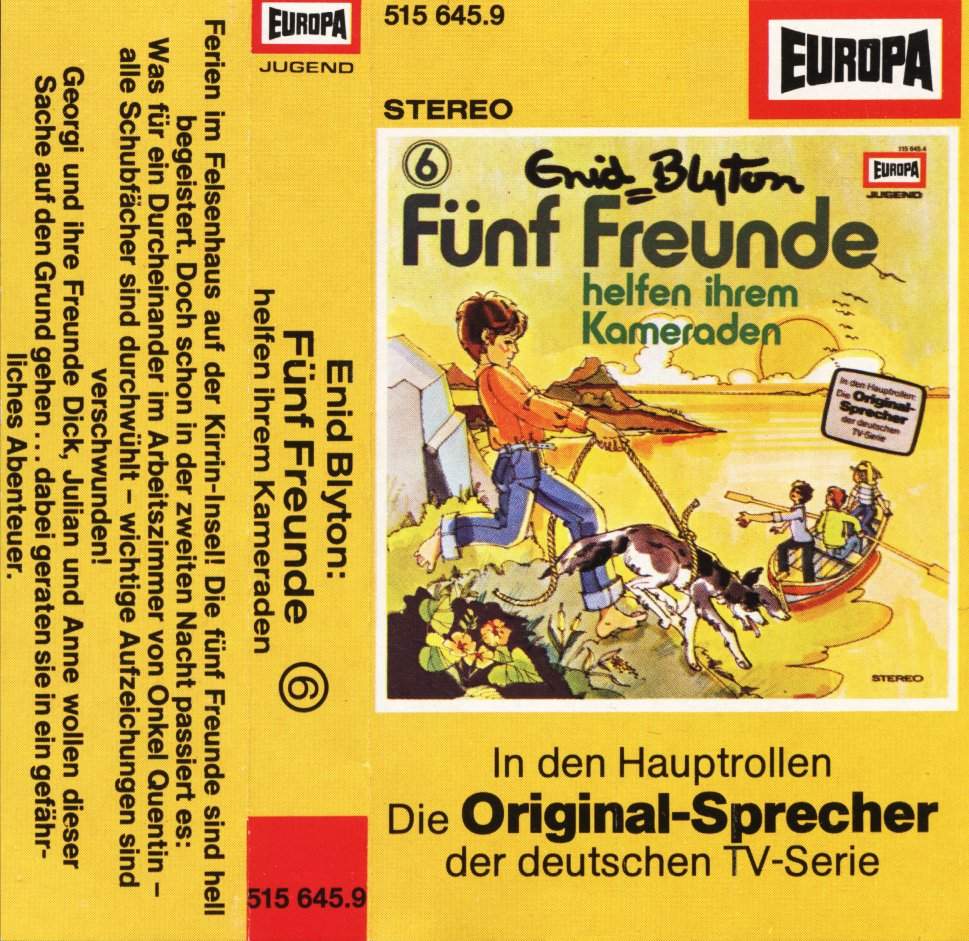 Ferien im Felsenhaus auf der Kirrin-Insel! Die fünf Freunde sind hell
begeistert. Doch schon in der zweiten Nacht passiert es:
Was für ein Durcheinander im Arbeitszimmer von Onkel Quentin –
alle Schubfächer sind durchwühlt – wichtige Aufzeichungen sind
verschwunden!
Georgi und ihre Freunde Dick, Julian und Anne wollen dieser
Sache auf den Grund gehen ... dabei geraten sie in ein gefähr-
liches Abenteuer.
EUROPA
JUGEND
Enid Blyton:
Fünf Freunde 6
helfen ihrem Kameraden
515 645.9
515 645.9
EUROPA
STEREO
6
Enid Blyton
115 645.4
EUROPA
JUGEND
Fünf Freunde
helfen ihrem
Kameraden
In den Hauptrollen:
Die Original-
Sprecher
der deutschen
TV-Serie
STEREO
In den Hauptrollen
Die Original-Sprecher
der deutschen TV-Serie